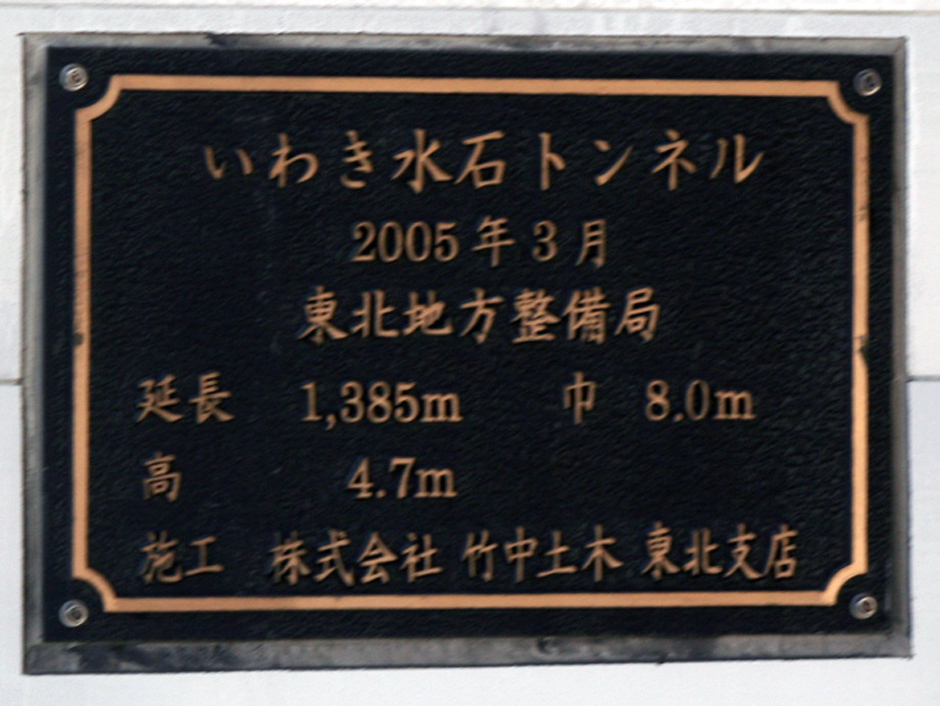 いわき水石トンネル
2005年3月
東北地方整備局
延長 1,385m 巾 8.0m
高 4.7m
施工 株式会社 竹中土木 東北支店